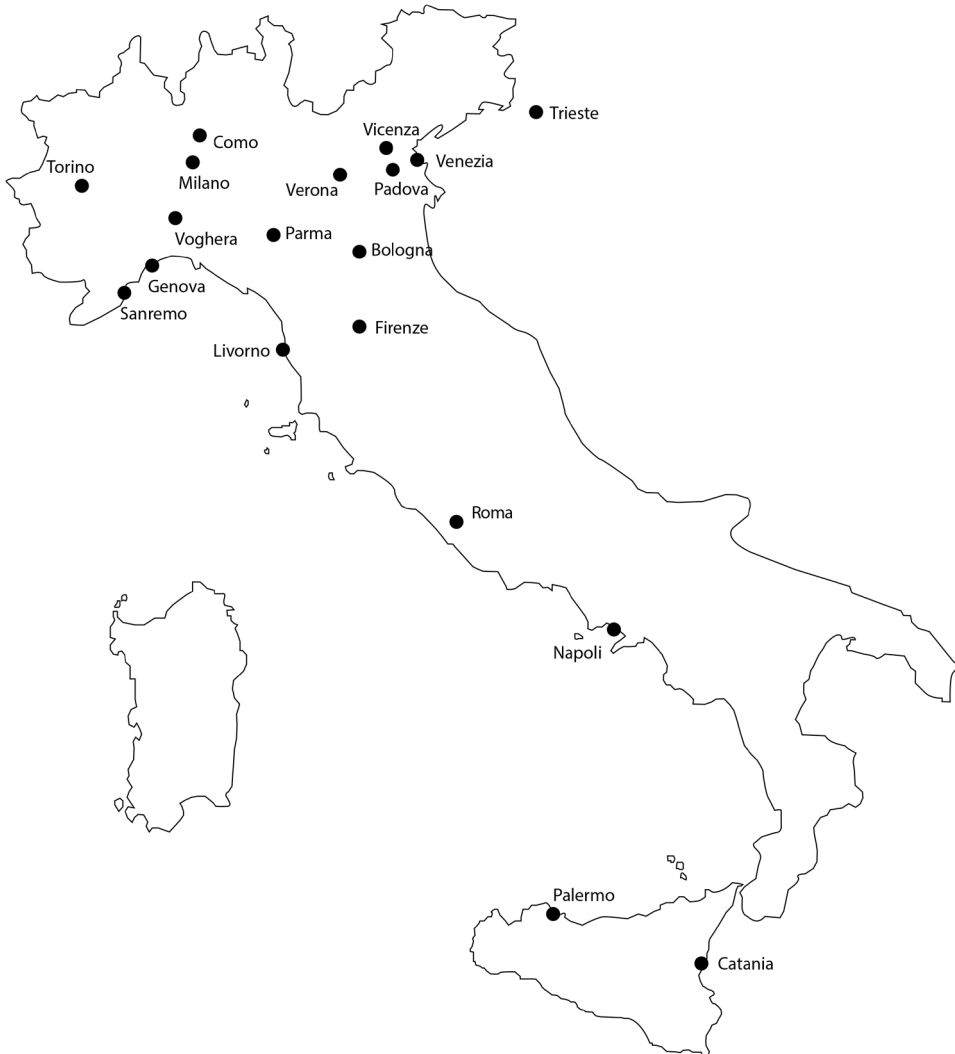 Trieste
Vicenza
Como
Venezia
Torino
Milano
Verona
Padova
Voghera
Parma
Bologna
Genova
Sanremo
Firenze
Livorno
Roma
Napoli
Palermo
Catania